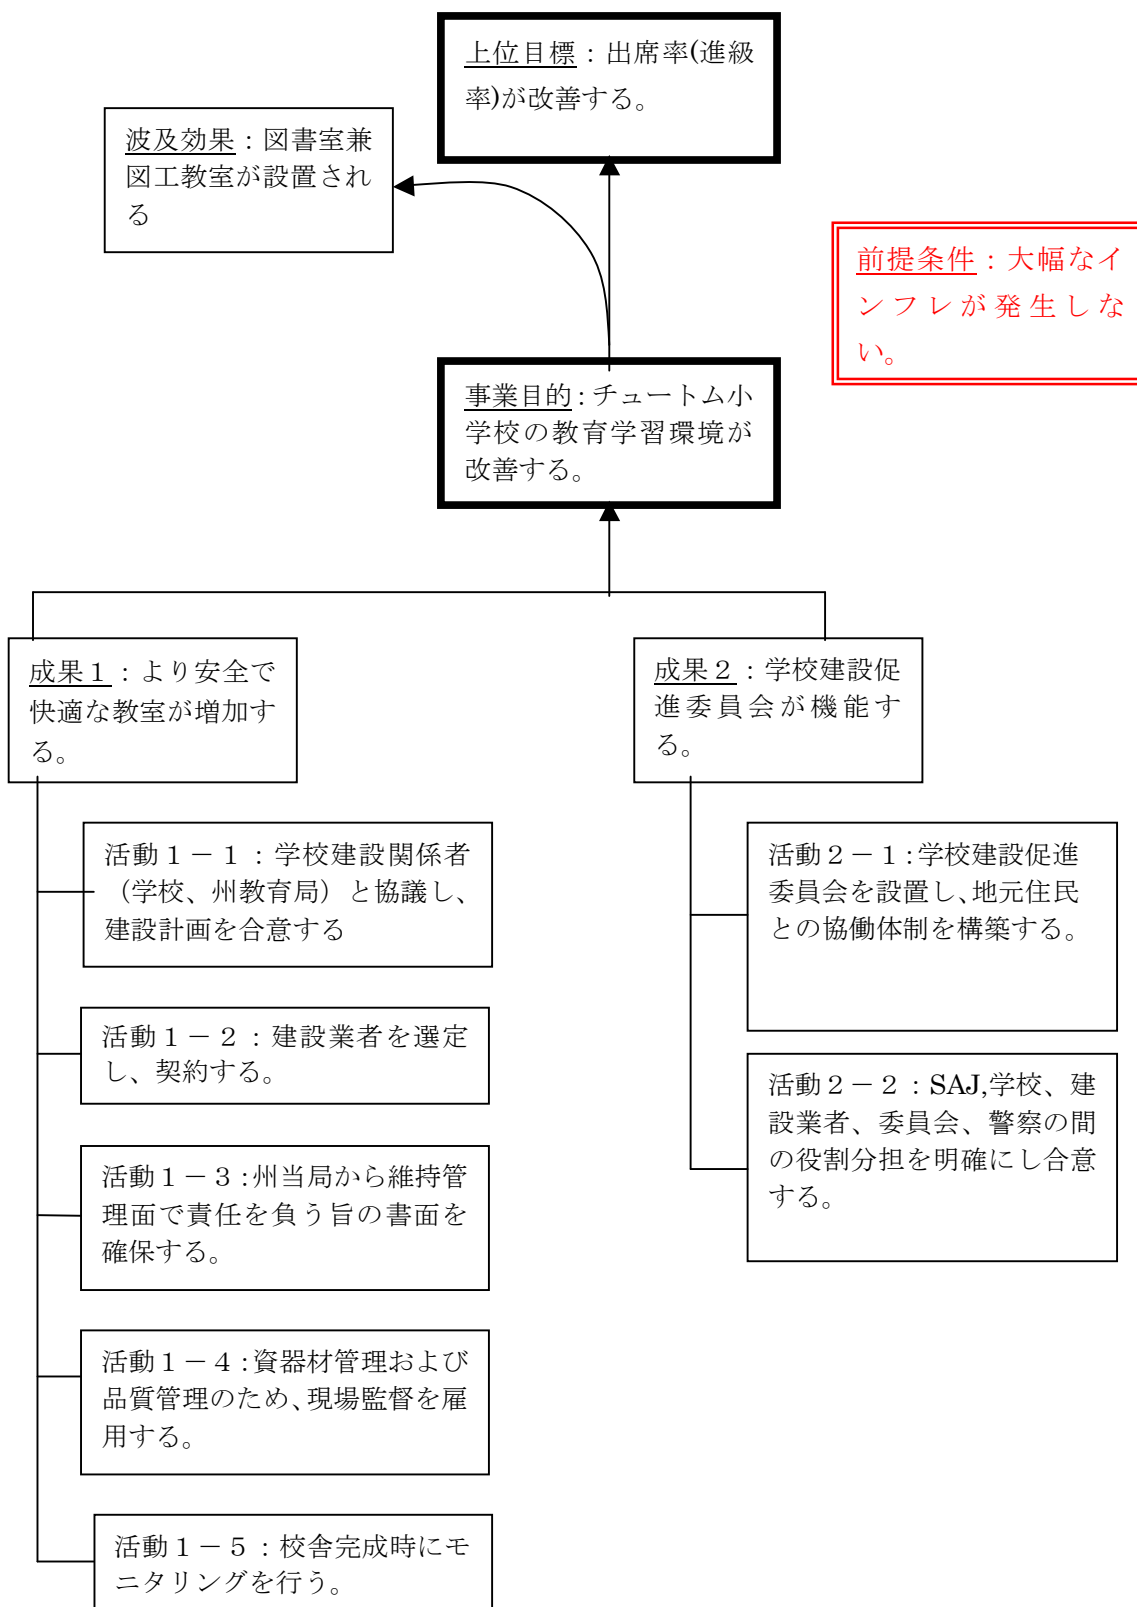 上位目標：出席率(進級
率)が改善する。
波及効果：図書室兼
図工教室が設置され
る
前提条件：大幅なイ
ンフレが発生しな
い。
事業目的：チュートム小
学校の教育学習環境が
改善する。
成果１：より安全で
快適な教室が増加す
る。
成果２：学校建設促
進委員会が機能す
る。
活動１－１：学校建設関係者
（学校、州教育局）と協議し、
建設計画を合意する
活動１－２：建設業者を選定
し、契約する。
活動１－３：州当局から維持管
理面で責任を負う旨の書面を
確保する。
活動１－４：資器材管理および
品質管理のため、現場監督を雇
用する。
活動１－５：校舎完成時にモ
ニタリングを行う。
活動２－１：学校建設促進
委員会を設置し、地元住民
との協働体制を構築する。
活動２－２：SAJ,学校、建
設業者、委員会、警察の間
の役割分担を明確にし合意
する。